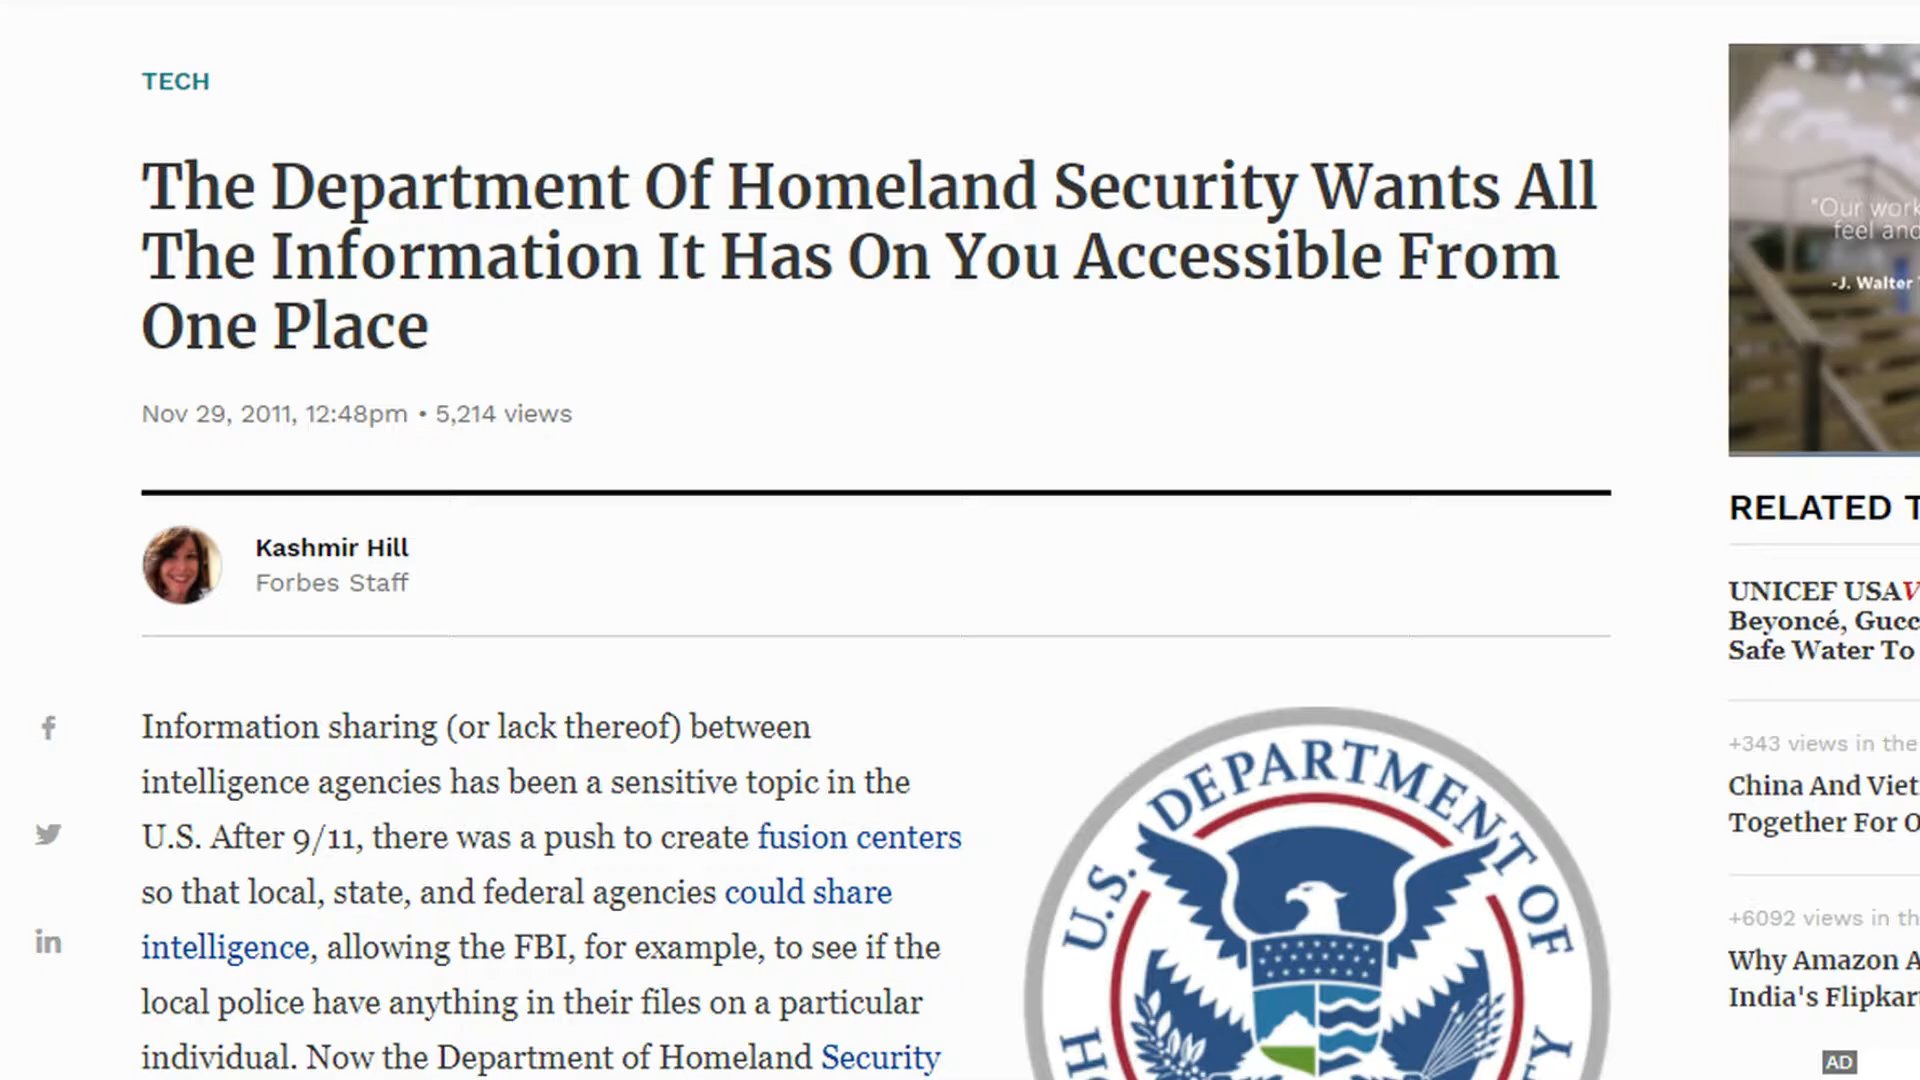 TECH
The Department Of Homeland Security Wants All
The Information It Has On You Accessible From
One Place
Nov 29, 2011, 12:48pm • 5,214 views
Kashmir Hill
Forbes Staff
Information sharing (or lack thereof) between
intelligence agencies has been a sensitive topic in the
U.S. After 9/11, there was a push to create fusion centers
so that local, state, and federal agencies could share
intelligence, allowing the FBI, for example, to see if the
local police have anything in their files on a particular
individual. Now the Department of Homeland Security
U.S. DEPARTMENT OF
"Our work
feel and
-J. Walter
RELATED T
UNICEF USAV
Beyoncé, Gucc
Safe Water To
+343 views in the
China And Viet
Together For O
+6092 views in th
Why Amazon A
India's Flipkar
AD